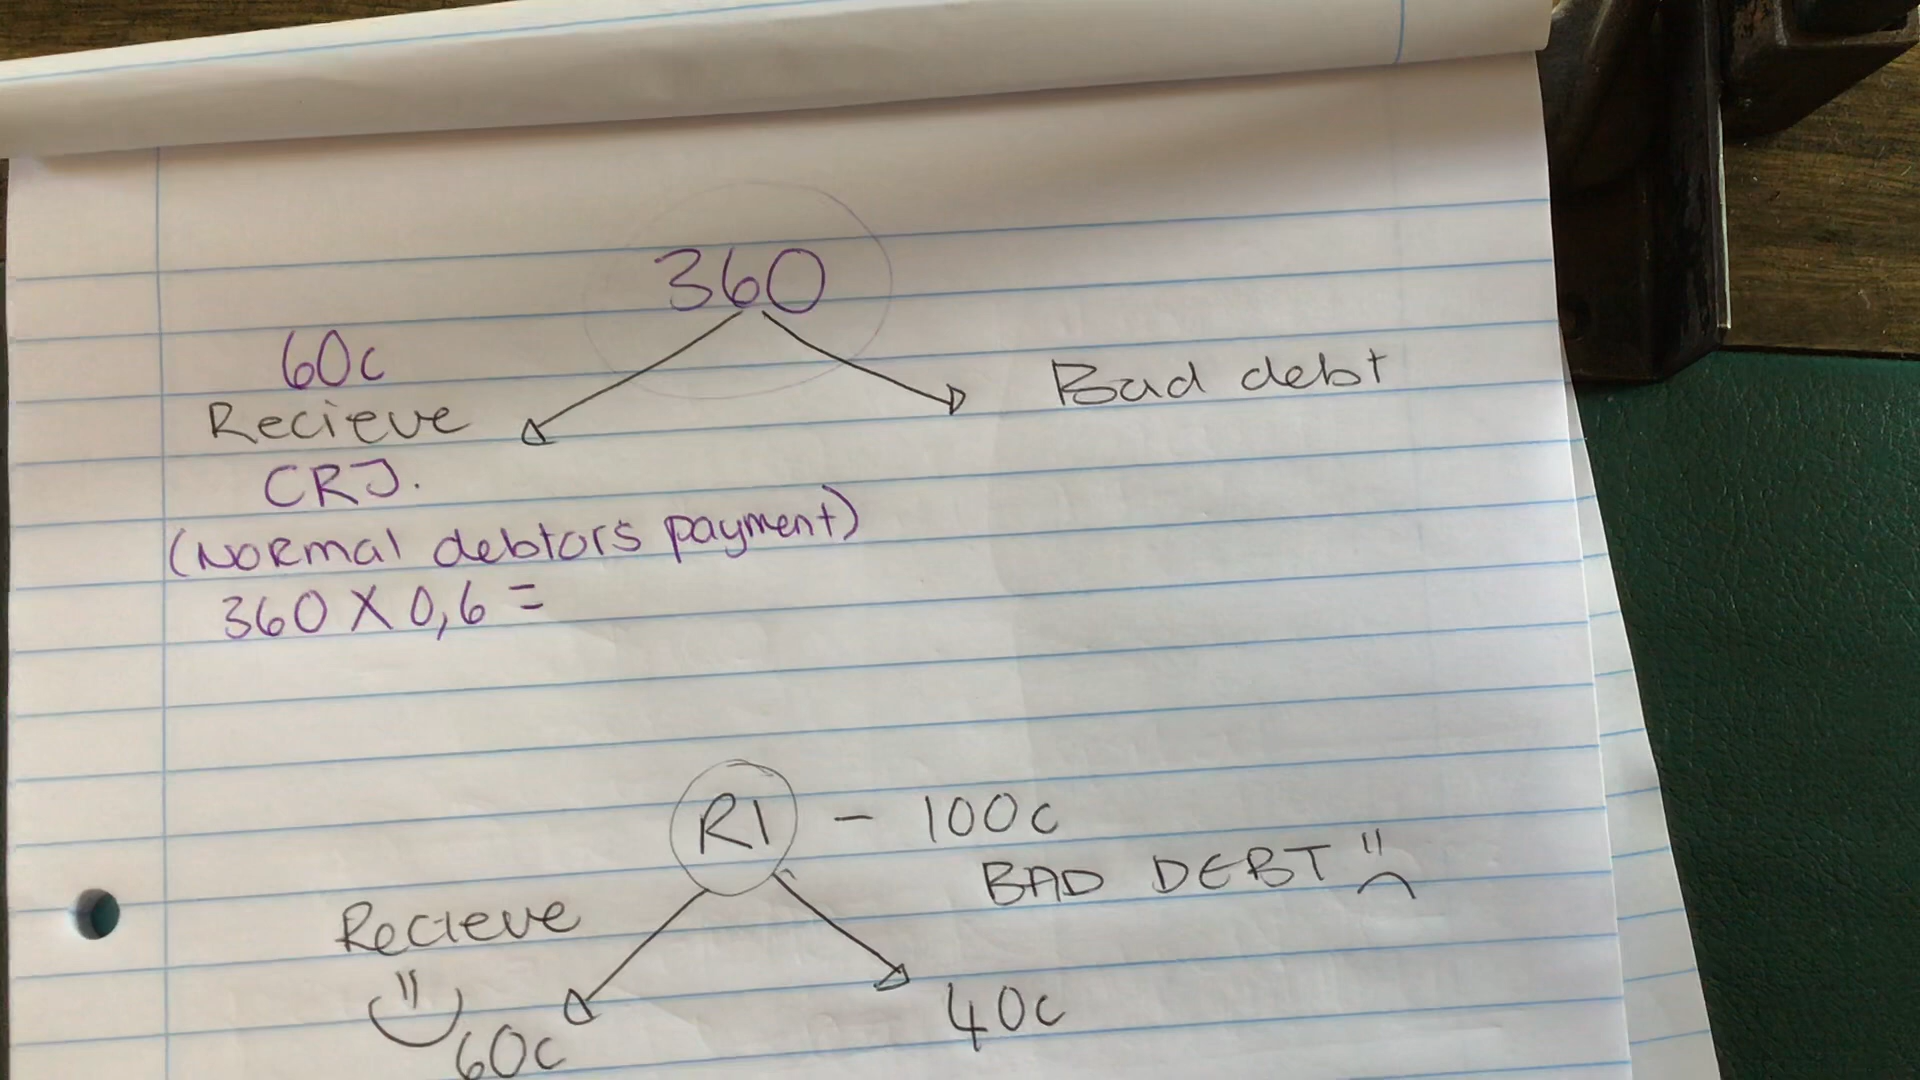 360
60c
Recieve
Bad debt
CRJ.
(Normal debtors payment)
360 X 0,6 =
R1 - 100c
BAD DEBT
Recieve
60c
40c